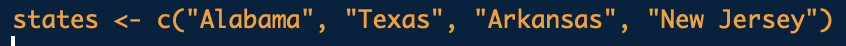 states <- c("Alabama", "Texas", "Arkansas", "New Jersey")